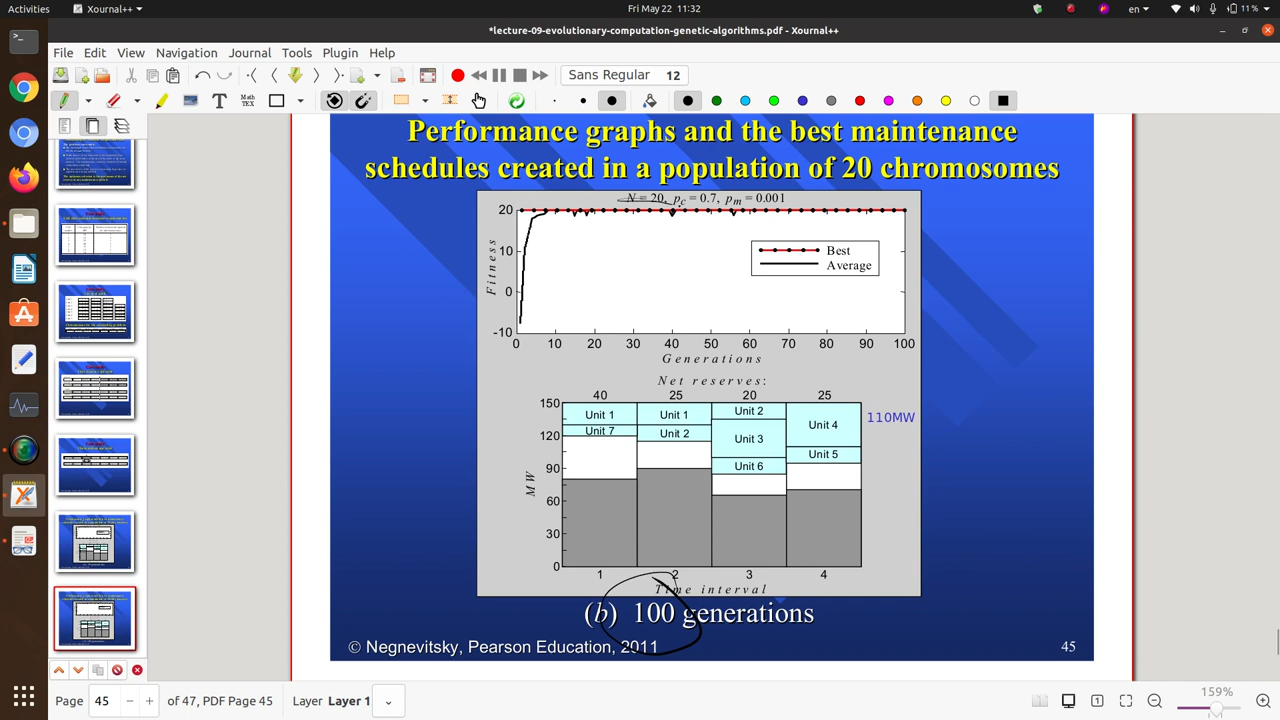 Activities Xournal++ Fri May 22 11:32 en 11%
*lecture-09-evolutionary-computation-genetic-algorithms.pdf - Xournal++
File Edit View Navigation Journal Tools Plugin Help
Sans Regular 12
Performance graphs and the best maintenance
schedules created in a population of 20 chromosomes
N = 20, pc = 0.7, pm = 0.001
20
10
0
-10
Fitness
Best
Average
0 10 20 30 40 50 60 70 80 90 100
Generations
Net reserves:
40 25 20 25
150
120
90
60
30
0
MW
Unit 1 Unit 1 Unit 2 Unit 4
Unit 7 Unit 2 Unit 3 Unit 5
Unit 6
110MW
1 2 3 4
Time interval
(b) 100 generations
© Negnevitsky, Pearson Education, 2011 45
Page 45 of 47, PDF Page 45 Layer Layer 1 159%